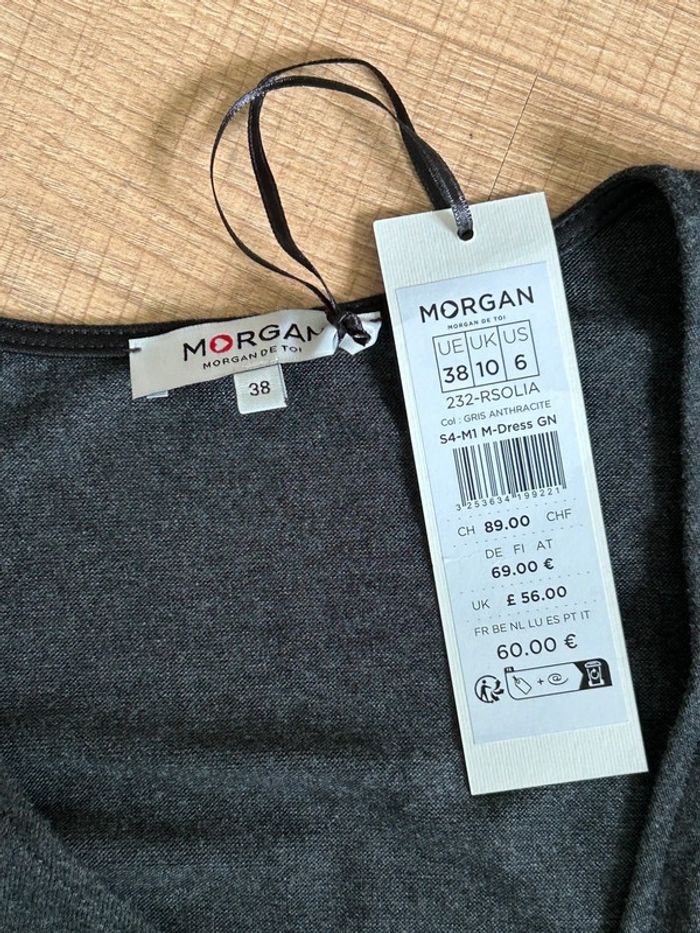 MORGAN
MORGAN DE TOI
38
MORGAN
MORGAN DE TOI
UE UK US
38 10 6
232-RSOLIA
Col : GRIS ANTHRACITE
S4-M1 M-Dress GN
3 253634 199221
CH 89.00 CHF
DE FI AT
69.00 €
UK £ 56.00
FR BE NL LU ES PT IT
60.00 €
FR
+